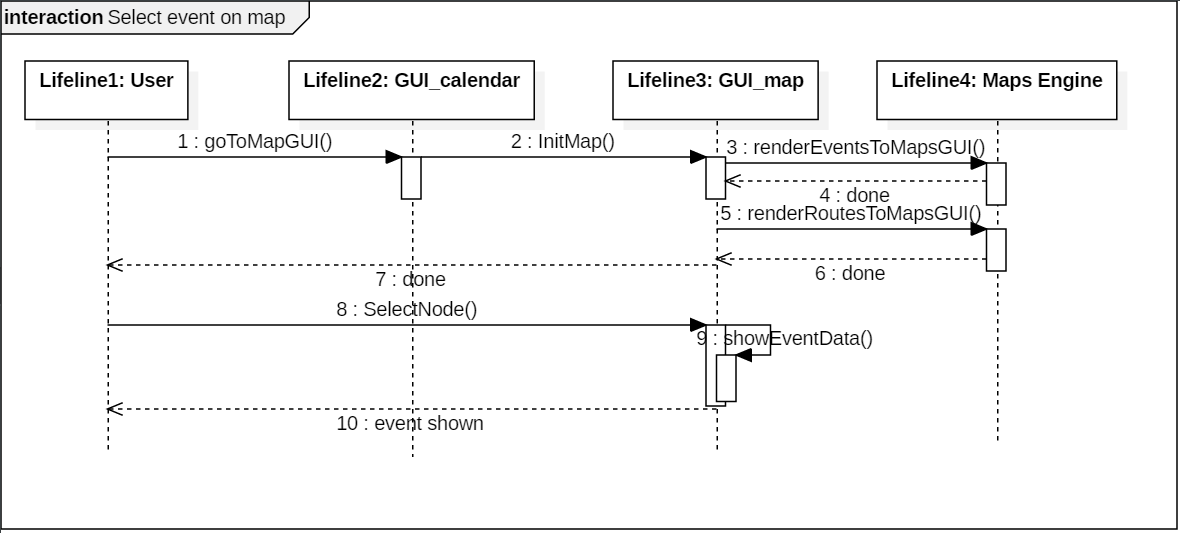 interaction Select event on map
Lifeline1: User
Lifeline2: GUI_calendar
Lifeline3: GUI_map
Lifeline4: Maps Engine
1 : goToMapGUI()
2 : InitMap()
3 : renderEventsToMapsGUI()
4 : done
5 : renderRoutesToMapsGUI()
6 : done
7 : done
8 : SelectNode()
9 : showEventData()
10 : event shown